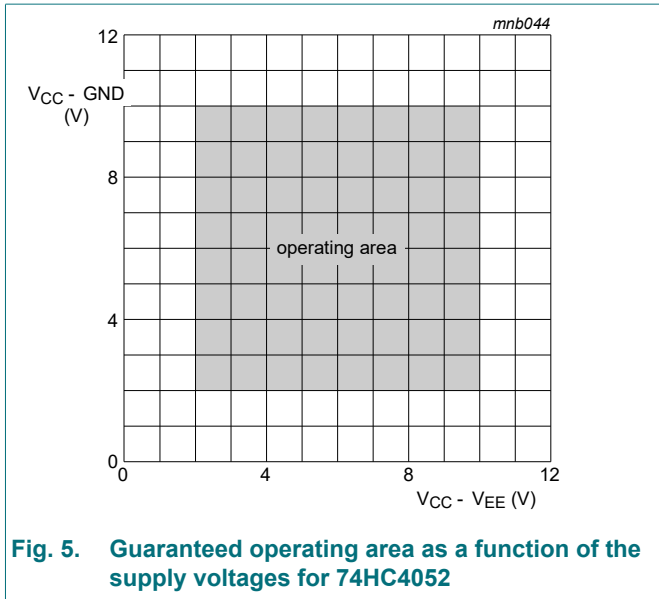 mnb044
12
VCC - GND
(V)
8
operating area
4
0
0 4 8 12
VCC - VEE (V)
Fig. 5. Guaranteed operating area as a function of the
supply voltages for 74HC4052